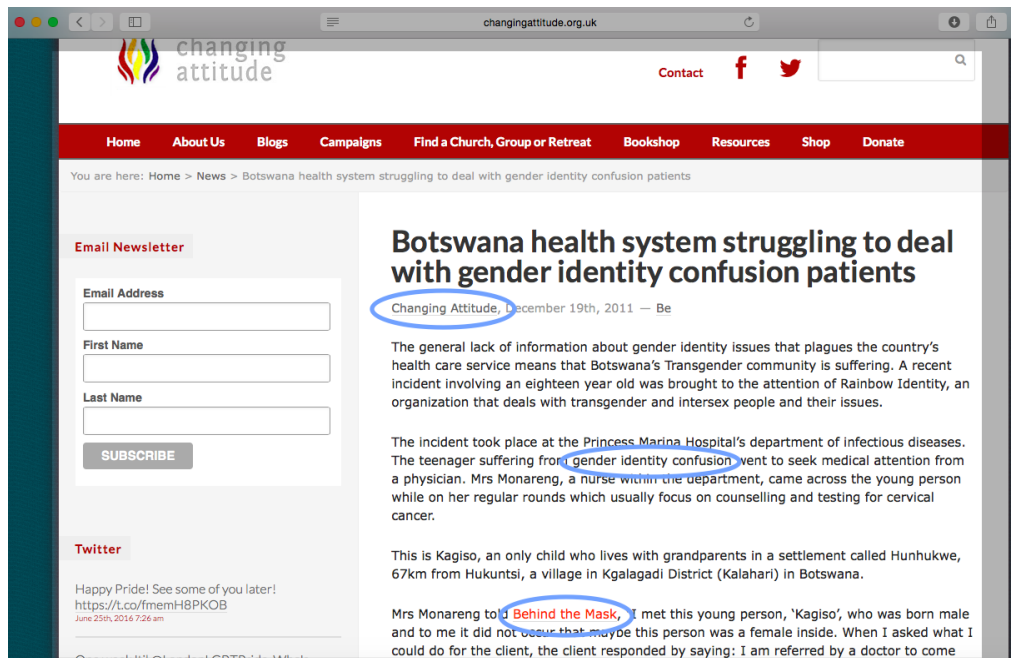 changingattitude.org.uk
changing
attitude
Contact
Home About Us Blogs Campaigns Find a Church, Group or Retreat Bookshop Resources Shop Donate
You are here: Home > News > Botswana health system struggling to deal with gender identity confusion patients
Email Newsletter
Email Address
First Name
Last Name
SUBSCRIBE
Twitter
Happy Pride! See some of you later!
https://t.co/fmemH8PKOB
June 25th, 2016 7:26 am
Botswana health system struggling to deal
with gender identity confusion patients
Changing Attitude, December 19th, 2011 — Be
The general lack of information about gender identity issues that plagues the country's
health care service means that Botswana's Transgender community is suffering. A recent
incident involving an eighteen year old was brought to the attention of Rainbow Identity, an
organization that deals with transgender and intersex people and their issues.
The incident took place at the Princess Marina Hospital's department of infectious diseases.
The teenager suffering from gender identity confusion went to seek medical attention from
a physician. Mrs Monareng, a nurse within the department, came across the young person
while on her regular rounds which usually focus on counselling and testing for cervical
cancer.
This is Kagiso, an only child who lives with grandparents in a settlement called Hunhukwe,
67km from Hukuntsi, a village in Kgalagadi District (Kalahari) in Botswana.
Mrs Monareng told Behind the Mask, I met this young person, 'Kagiso', who was born male
and to me it did not occur that maybe this person was a female inside. When I asked what I
could do for the client, the client responded by saying: I am referred by a doctor to come